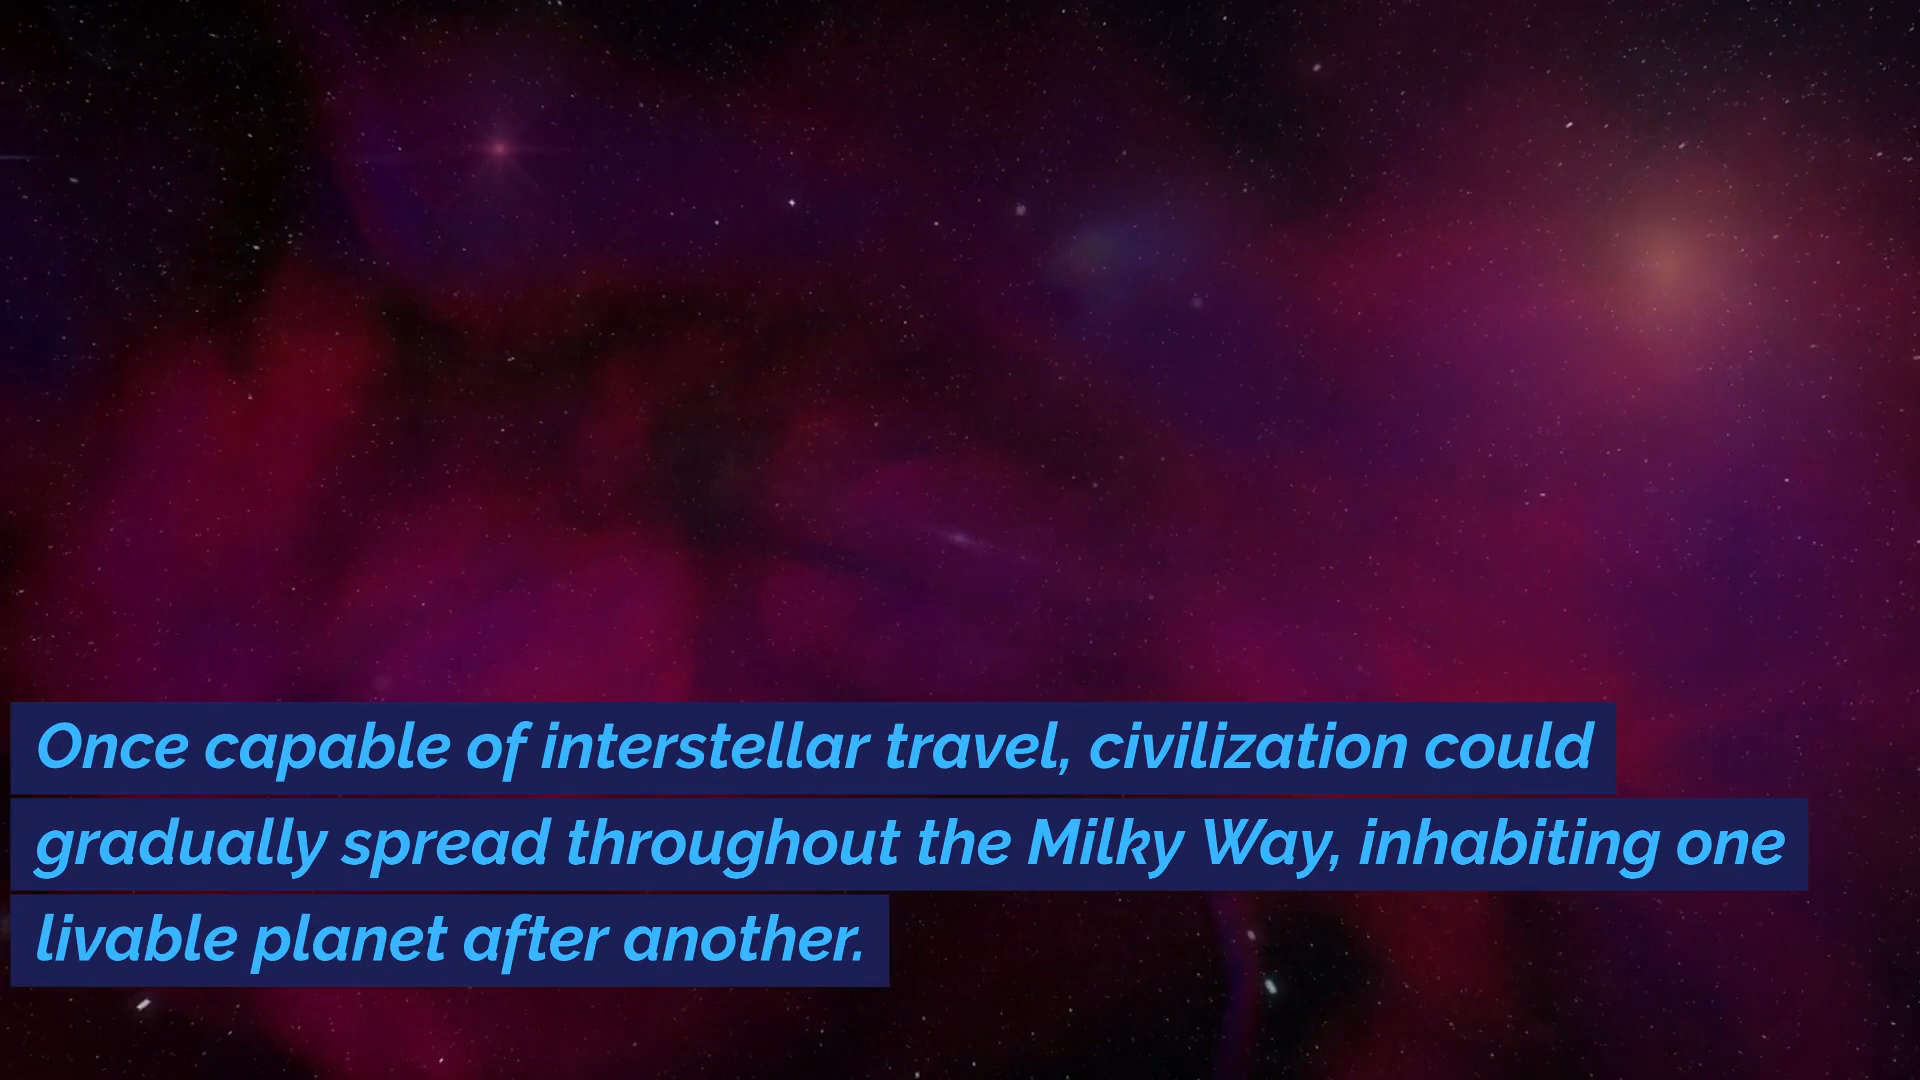 Once capable of interstellar travel, civilization could
gradually spread throughout the Milky Way, inhabiting one
livable planet after another.